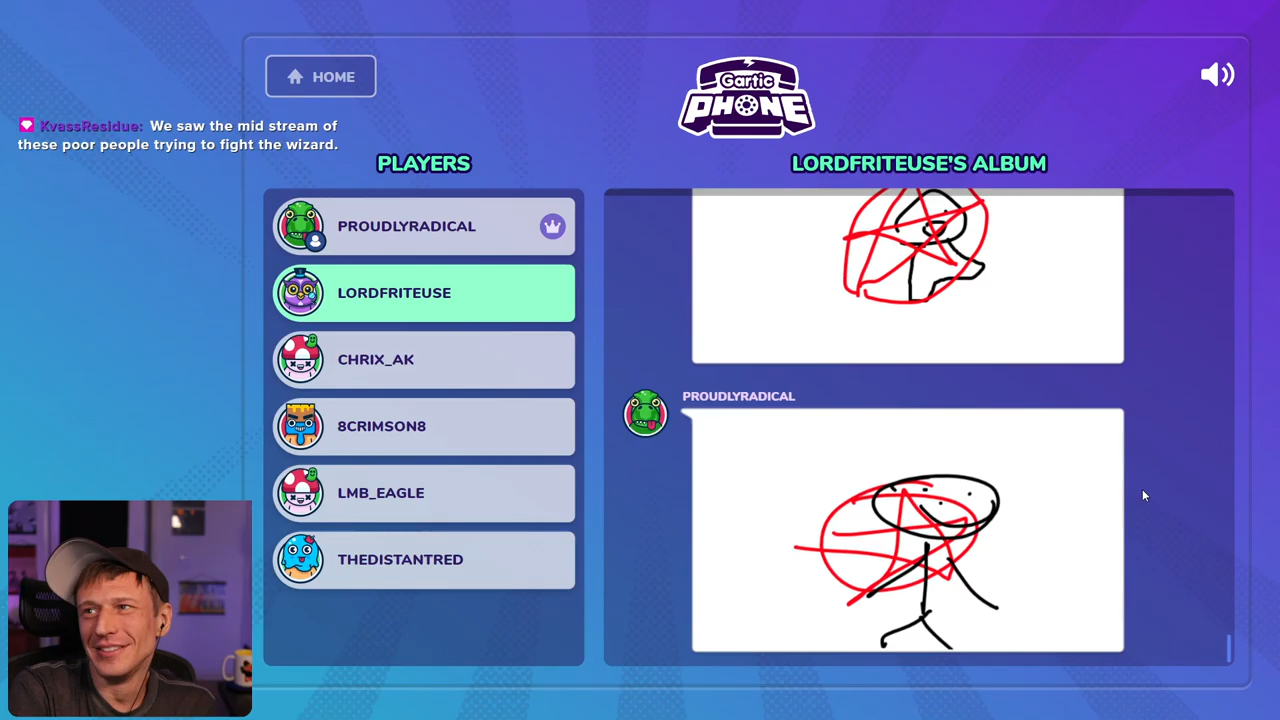 HOME
Gartic
PHONE
KvassResidue: We saw the mid stream of
these poor people trying to fight the wizard.
PLAYERS
PROUDLYRADICAL
LORDFRITEUSE
CHRIX_AK
8CRIMSON8
LMB_EAGLE
THEDISTANTRED
LORDFRITEUSE'S ALBUM
PROUDLYRADICAL